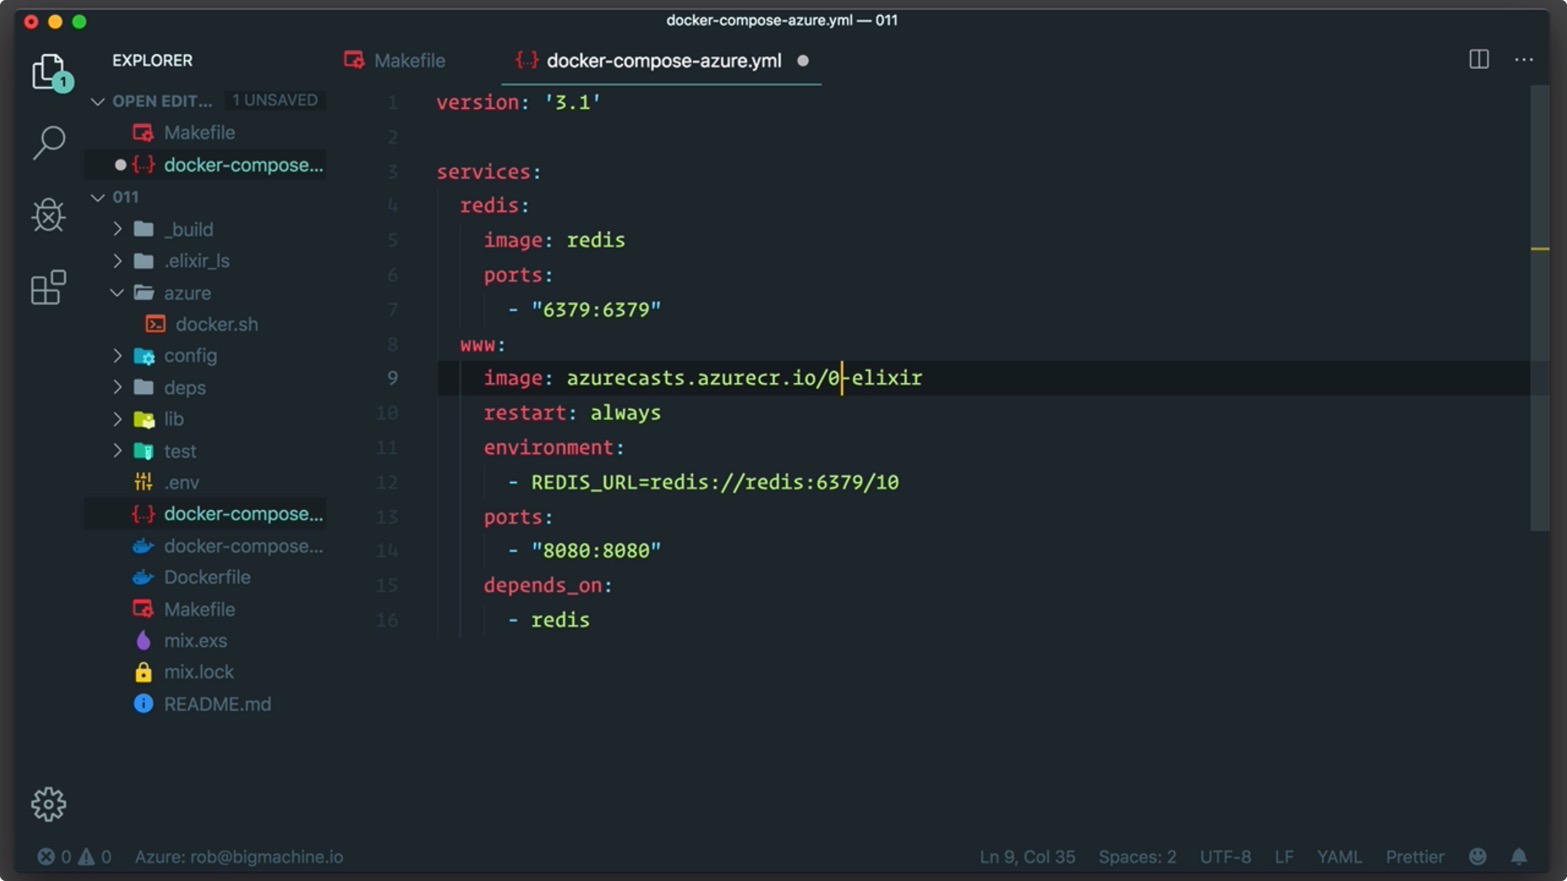 docker-compose-azure.yml — 011
EXPLORER
Makefile
docker-compose-azure.yml
1
OPEN EDIT... 1 UNSAVED
Makefile
docker-compose...
011
_build
.elixir_ls
azure
docker.sh
config
deps
lib
test
.env
docker-compose...
docker-compose...
Dockerfile
Makefile
mix.exs
mix.lock
README.md
1 version: '3.1'
2
3 services:
4 redis:
5 image: redis
6 ports:
7 - "6379:6379"
8 www:
9 image: azurecasts.azurecr.io/0-elixir
10 restart: always
11 environment:
12 - REDIS_URL=redis://redis:6379/10
13 ports:
14 - "8080:8080"
15 depends_on:
16 - redis
0 0 Azure: rob@bigmachine.io Ln 9, Col 35 Spaces: 2 UTF-8 LF YAML Prettier